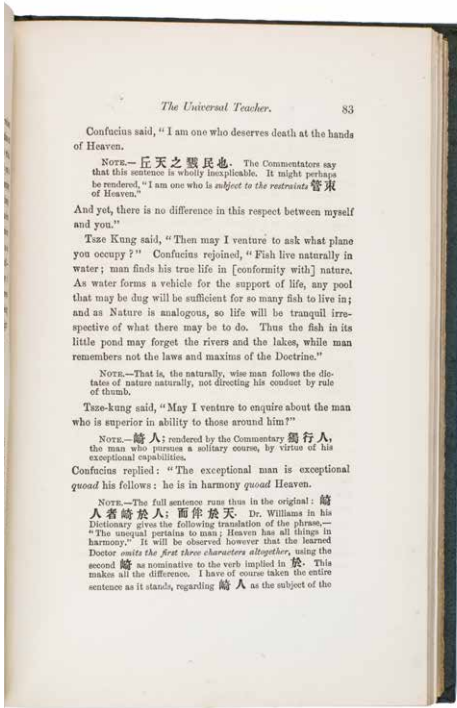 The Universal Teacher. 83
Confucius said, “ I am one who deserves death at the hands
of Heaven.
NOTE.—丘天之戮民也. The Commentators say
that this sentence is wholly inexplicable. It might perhaps
be rendered, “ I am one who is subject to the restraints 管束
of Heaven.”
And yet, there is no difference in this respect between myself
and you.”
Tsze Kung said, “ Then may I venture to ask what plane
you occupy ? ” Confucius rejoined, “ Fish live naturally in
water ; man finds his true life in [conformity with] nature.
As water forms a vehicle for the support of life, any pool
that may be dug will be sufficient for so many fish to live in ;
and as Nature is analogous, so life will be tranquil irre-
spective of what there may be to do. Thus the fish in its
little pond may forget the rivers and the lakes, while man
remembers not the laws and maxims of the Doctrine.”
NOTE.—That is, the naturally, wise man follows the dic-
tates of nature naturally, not directing his conduct by rule
of thumb.
Tsze-kung said, “May I venture to enquire about the man
who is superior in ability to those around him?”
NOTE.—畸人; rendered by the Commentary 獨行人,
the man who pursues a solitary course, by virtue of his
exceptional capabilities.
Confucius replied : “ The exceptional man is exceptional
quoad his fellows : he is in harmony quoad Heaven.
NOTE.—The full sentence runs thus in the original : 畸
人者畸於人; 而侔於天. Dr. Williams in his
Dictionary gives the following translation of the phrase,—
“ The unequal pertains to man ; Heaven has all things in
harmony.” It will be observed however that the learned
Doctor omits the first three characters altogether, using the
second 畸 as nominative to the verb implied in 於. This
makes all the difference. I have of course taken the entire
sentence as it stands, regarding 畸人 as the subject of the